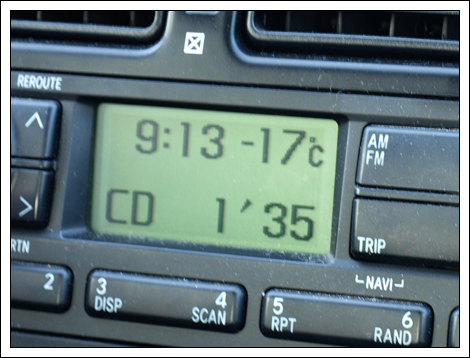 REROUTE
9:13 -17°C
CD 1'35
AM
FM
TRIP
RTN
NAVI
2
3
DISP
4
SCAN
5
RPT
6
RAND